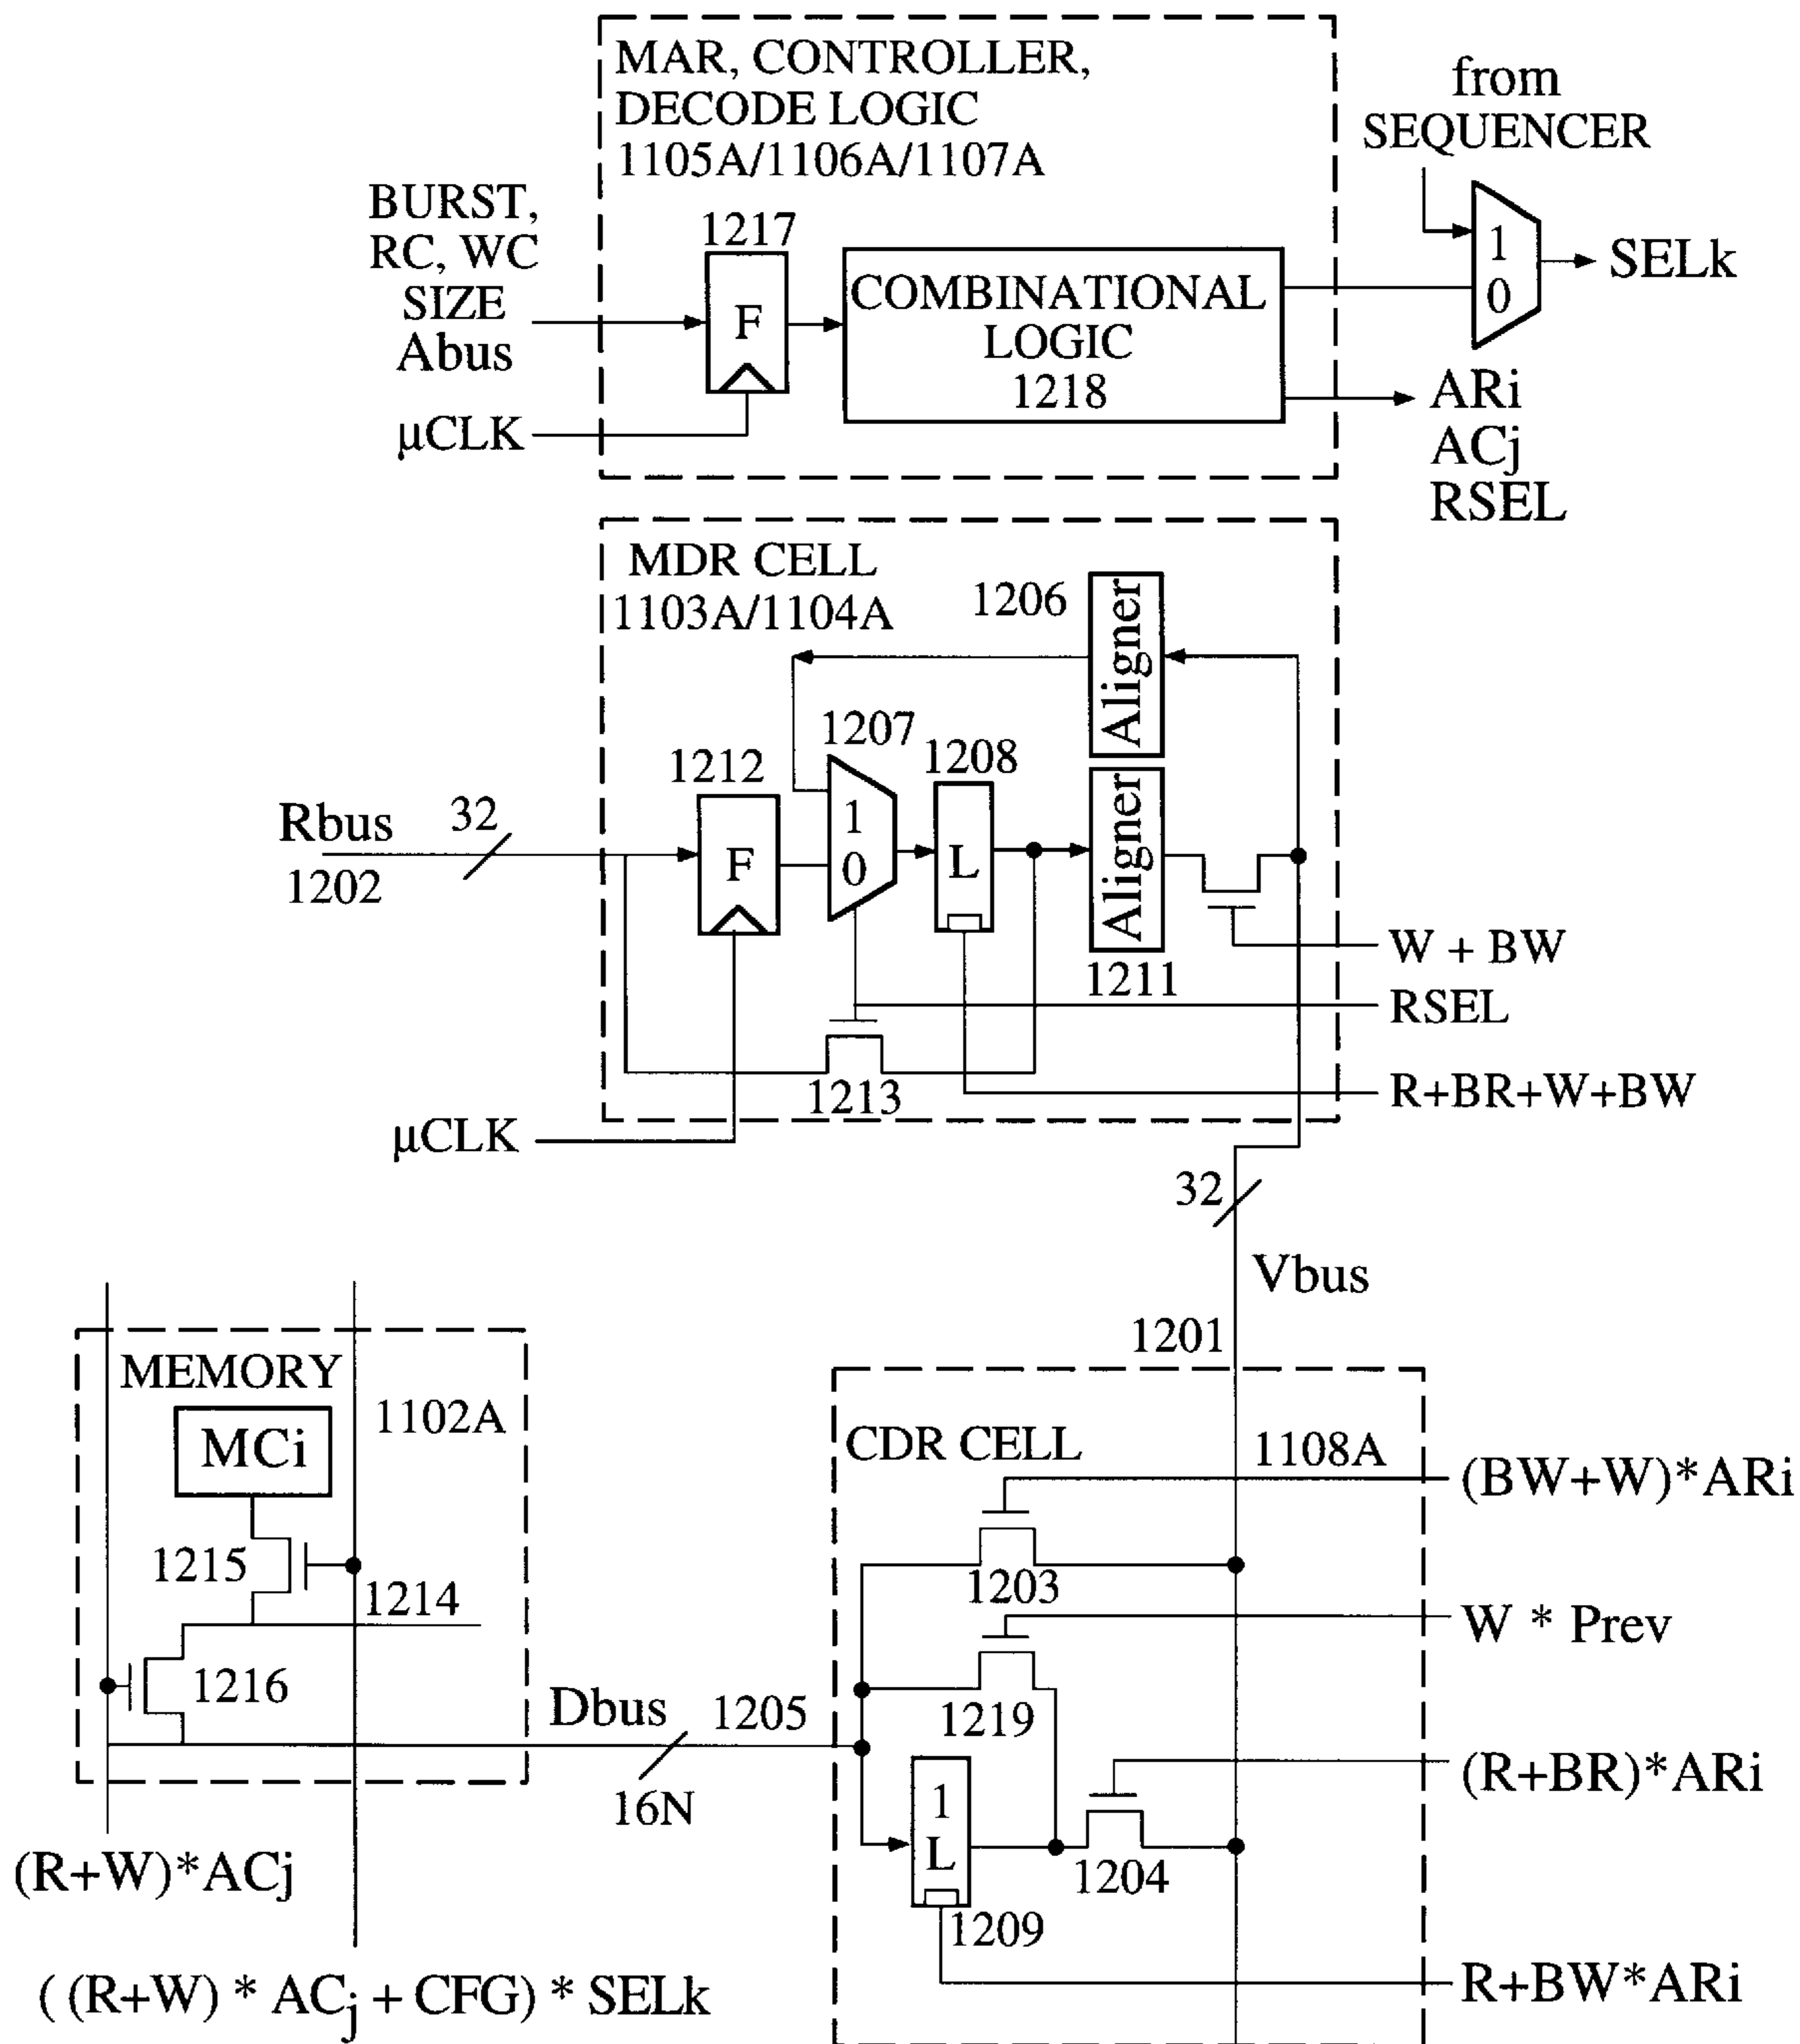 MAR, CONTROLLER,
DECODE LOGIC
1105A/1106A/1107A
from
SEQUENCER
BURST,
RC, WC
SIZE
Abus
μCLK
1217
F
COMBINATIONAL
LOGIC
1218
1
0
SELk
ARi
ACj
RSEL
MDR CELL
1103A/1104A
1206
Aligner
1207
1208
1212
Rbus
32
1202
F
1
0
L
Aligner
1211
W + BW
RSEL
1213
R+BR+W+BW
μCLK
32
Vbus
1201
MEMORY
1102A
MCi
1215
1214
1216
Dbus
1205
16N
(R+W)*ACj
( (R+W) * ACj + CFG) * SELk
CDR CELL
1108A
(BW+W)*ARi
1203
W * Prev
1219
(R+BR)*ARi
1
L
1204
1209
R+BW*ARi